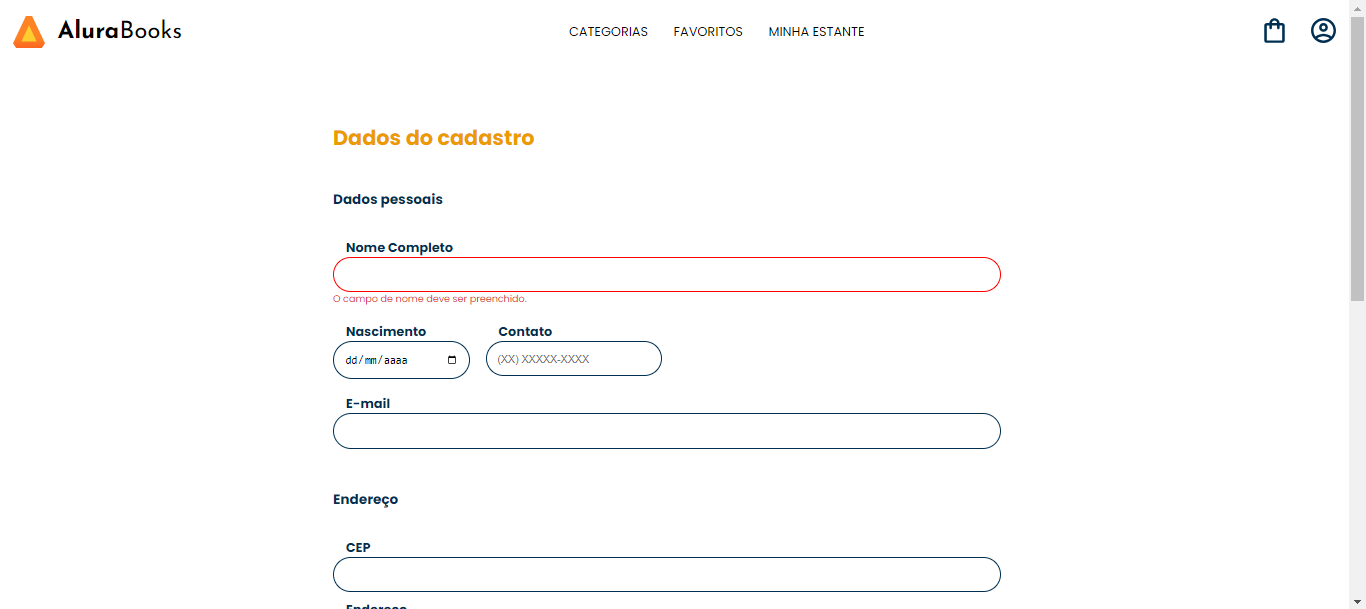 AluraBooks
CATEGORIAS FAVORITOS MINHA ESTANTE
Dados do cadastro
Dados pessoais
Nome Completo
O campo de nome deve ser preenchido.
Nascimento Contato
dd/mm/aaaa (XX) XXXXX-XXXX
E-mail
Endereço
CEP
Endereço